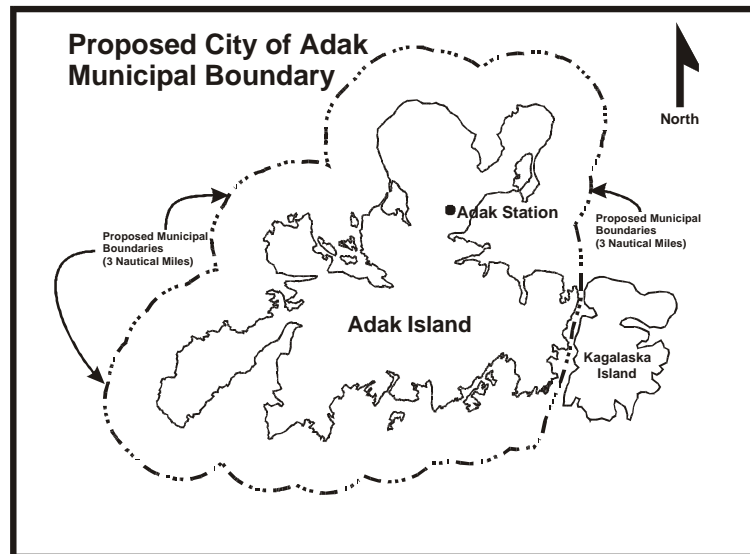 Proposed City of Adak
Municipal Boundary
North
Adak Station
Proposed Municipal
Boundaries
(3 Nautical Miles)
Proposed Municipal
Boundaries
(3 Nautical Miles)
Adak Island
Kagalaska
Island